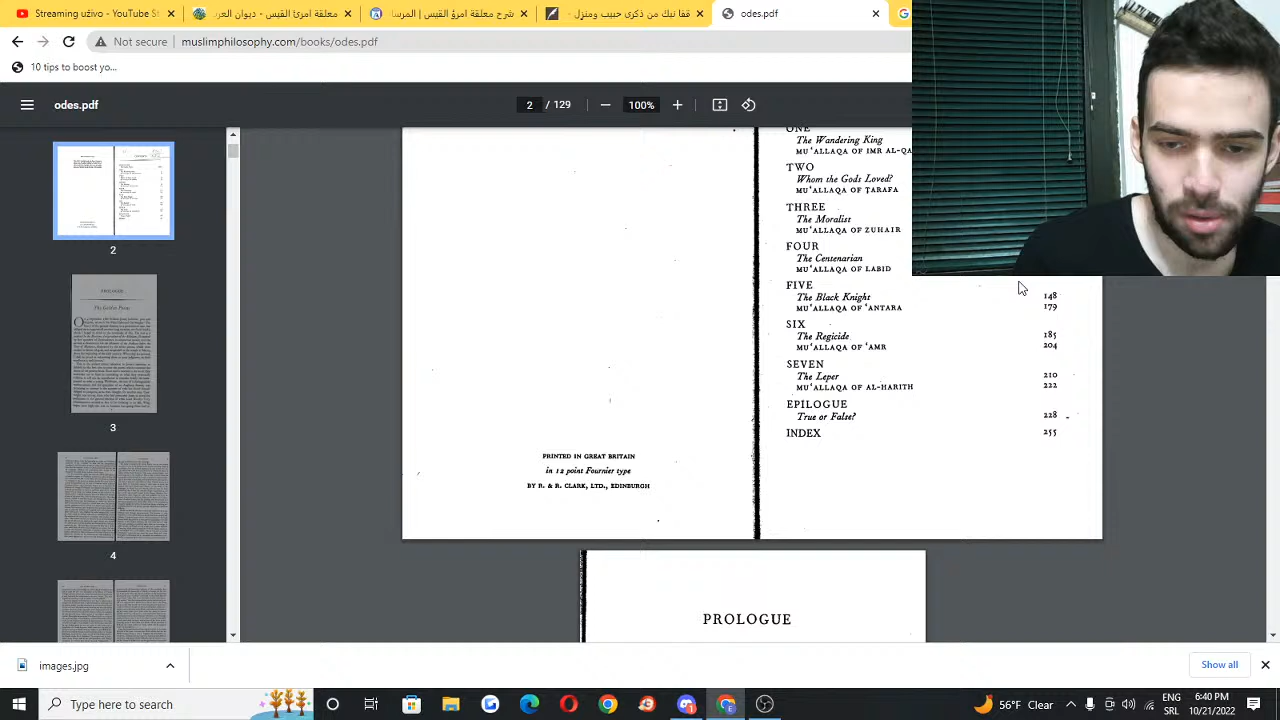 Streaming uživo - YouTube St
معلقة امرئ القيس - ديوان ال
شرح معلقة امرؤ القيس | المرسا
قفا نبك من ذكرى حبيب ومنزل -
odes.pdf
Not secure
10 tips to boost yo...
odes.pdf
2 / 129
100%
2
3
4
ONE
The Wandering King
MU'ALLAQA OF IMR AL-QA
TWO
Whom the Gods Loved?
MU'ALLAQA OF ṬARAFA
THREE
The Moralist
MU'ALLAQA OF ZUHAIR
FOUR
The Centenarian
MU'ALLAQA OF LABID
FIVE
The Black Knight 148
MU'ALLAQA OF 'ANTARA 179
SIX
The Regicide 185
MU'ALLAQA OF 'AMR 204
SEVEN
The Leper 210
MU'ALLAQA OF AL-HARITH 222
EPILOGUE
True or False? 228
INDEX 255
PRINTED IN GREAT BRITAIN
in 12 point Fournier type
BY R. & R. CLARK, LTD., EDINBURGH
PROLOGUE
images.jpg
Show all
Type here to search
56°F Clear
ENG
SRL
6:40 PM
10/21/2022